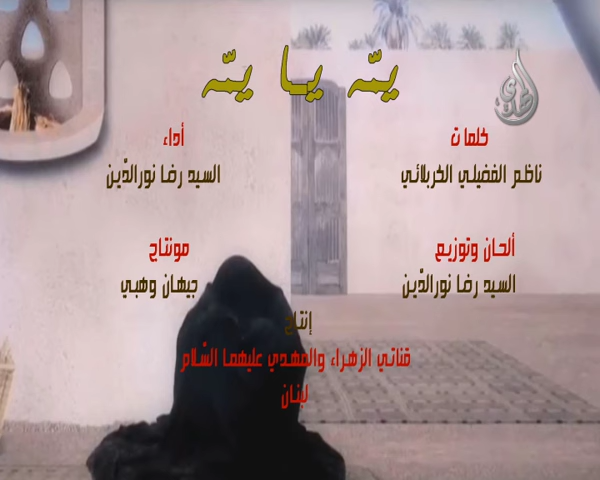 يمّه يا يمّه
الهدى
كلمات
ناظم الفضيلي الكربلائي
أداء
السيد رضا نورالدّين
ألحان وتوزيع
السيد رضا نورالدّين
مونتاج
جيهان وهبي
إنتاج
قناتي الزهراء والمهدي عليهما السّلام
لبنان